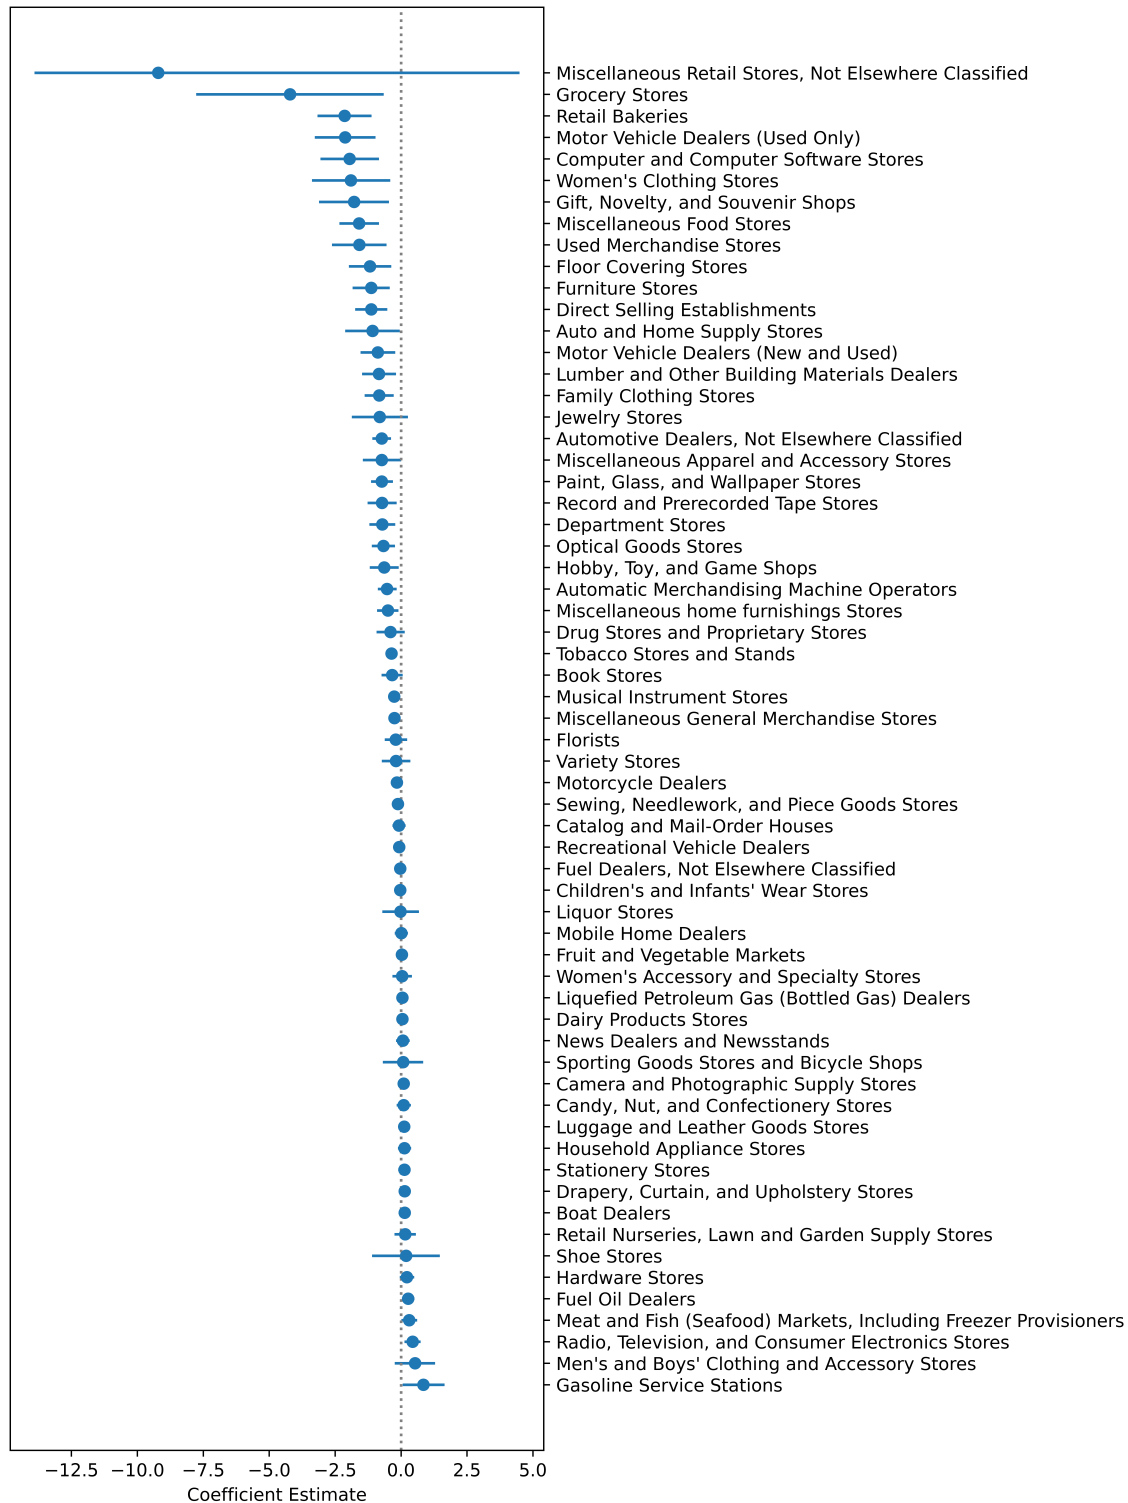 Miscellaneous Retail Stores, Not Elsewhere Classified
Grocery Stores
Retail Bakeries
Motor Vehicle Dealers (Used Only)
Computer and Computer Software Stores
Women's Clothing Stores
Gift, Novelty, and Souvenir Shops
Miscellaneous Food Stores
Used Merchandise Stores
Floor Covering Stores
Furniture Stores
Direct Selling Establishments
Auto and Home Supply Stores
Motor Vehicle Dealers (New and Used)
Lumber and Other Building Materials Dealers
Family Clothing Stores
Jewelry Stores
Automotive Dealers, Not Elsewhere Classified
Miscellaneous Apparel and Accessory Stores
Paint, Glass, and Wallpaper Stores
Record and Prerecorded Tape Stores
Department Stores
Optical Goods Stores
Hobby, Toy, and Game Shops
Automatic Merchandising Machine Operators
Miscellaneous home furnishings Stores
Drug Stores and Proprietary Stores
Tobacco Stores and Stands
Book Stores
Musical Instrument Stores
Miscellaneous General Merchandise Stores
Florists
Variety Stores
Motorcycle Dealers
Sewing, Needlework, and Piece Goods Stores
Catalog and Mail-Order Houses
Recreational Vehicle Dealers
Fuel Dealers, Not Elsewhere Classified
Children's and Infants' Wear Stores
Liquor Stores
Mobile Home Dealers
Fruit and Vegetable Markets
Women's Accessory and Specialty Stores
Liquefied Petroleum Gas (Bottled Gas) Dealers
Dairy Products Stores
News Dealers and Newsstands
Sporting Goods Stores and Bicycle Shops
Camera and Photographic Supply Stores
Candy, Nut, and Confectionery Stores
Luggage and Leather Goods Stores
Household Appliance Stores
Stationery Stores
Drapery, Curtain, and Upholstery Stores
Boat Dealers
Retail Nurseries, Lawn and Garden Supply Stores
Shoe Stores
Hardware Stores
Fuel Oil Dealers
Meat and Fish (Seafood) Markets, Including Freezer Provisioners
Radio, Television, and Consumer Electronics Stores
Men's and Boys' Clothing and Accessory Stores
Gasoline Service Stations
−12.5 −10.0 −7.5 −5.0 −2.5 0.0 2.5 5.0
Coefficient Estimate